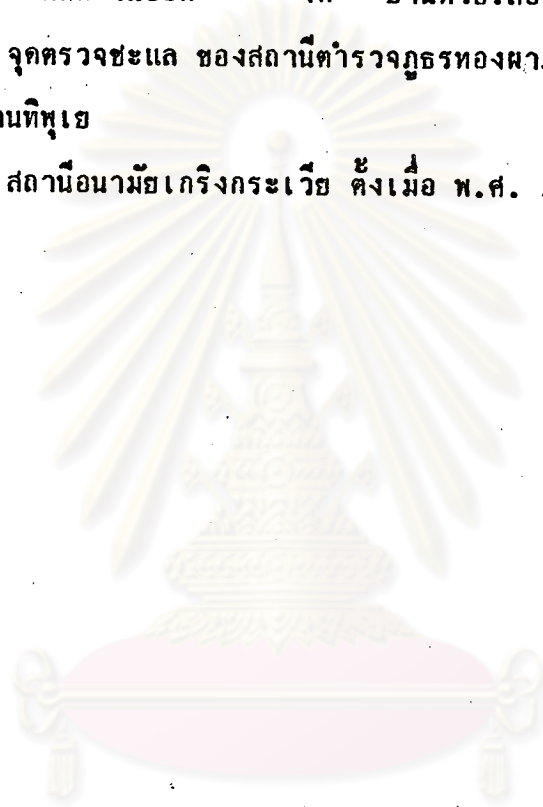 จุดตรวจชะแล ของสถานีตำรวจภูธรทองผา
านทิพุเย
สถานีอนามัยเกริงกระเวีย ตั้งเมื่อ พ.ศ.